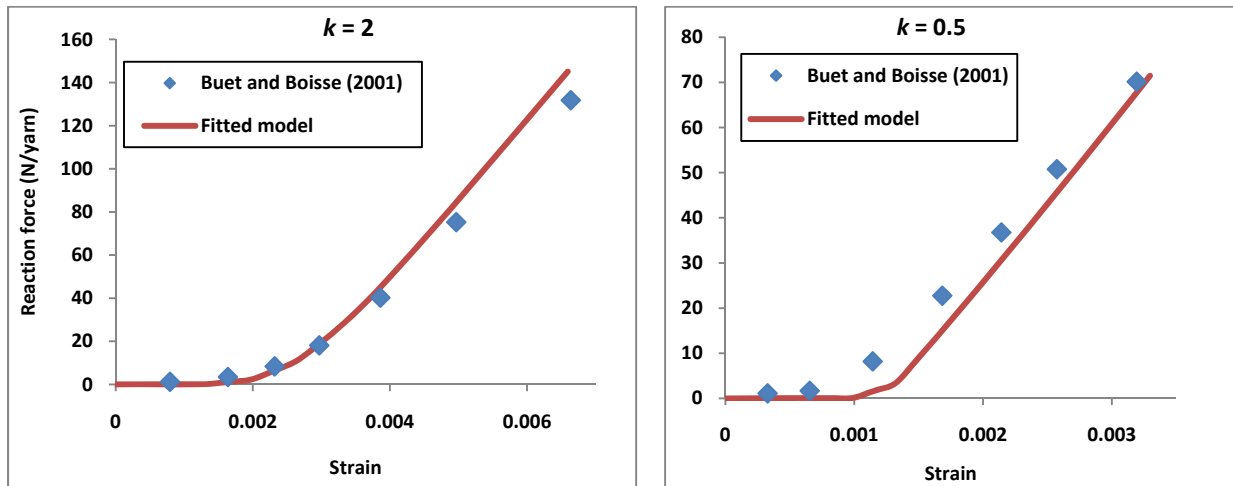 k = 2
160
140
120
100
80
60
40
20
0
0
0.002
0.004
0.006
Reaction force (N/yarn)
Strain
Buet and Boisse (2001)
Fitted model
k = 0.5
80
70
60
50
40
30
20
10
0
0
0.001
0.002
0.003
Strain
Buet and Boisse (2001)
Fitted model